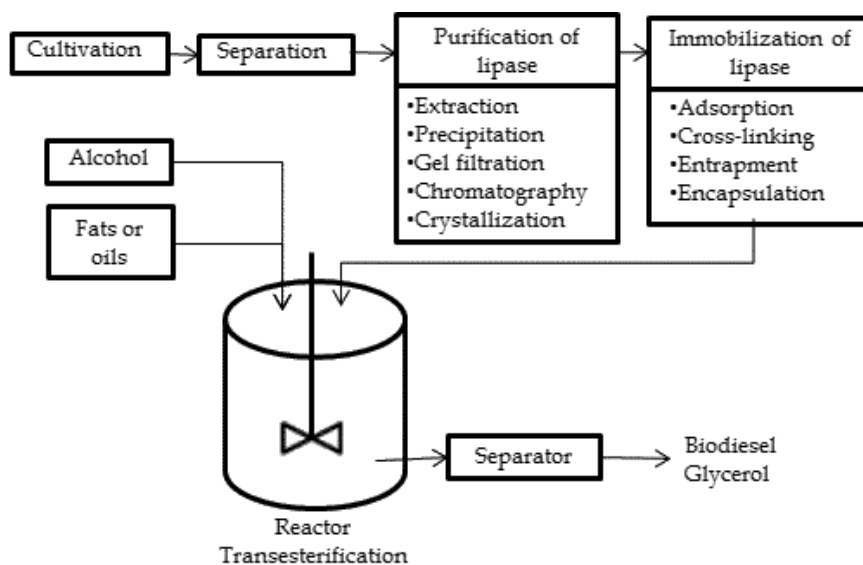 Cultivation
Separation
Purification of
lipase
•Extraction
•Precipitation
•Gel filtration
•Chromatography
•Crystallization
Immobilization of
lipase
•Adsorption
•Cross-linking
•Entrapment
•Encapsulation
Alcohol
Fats or
oils
Reactor
Transesterification
Separator
Biodiesel
Glycerol